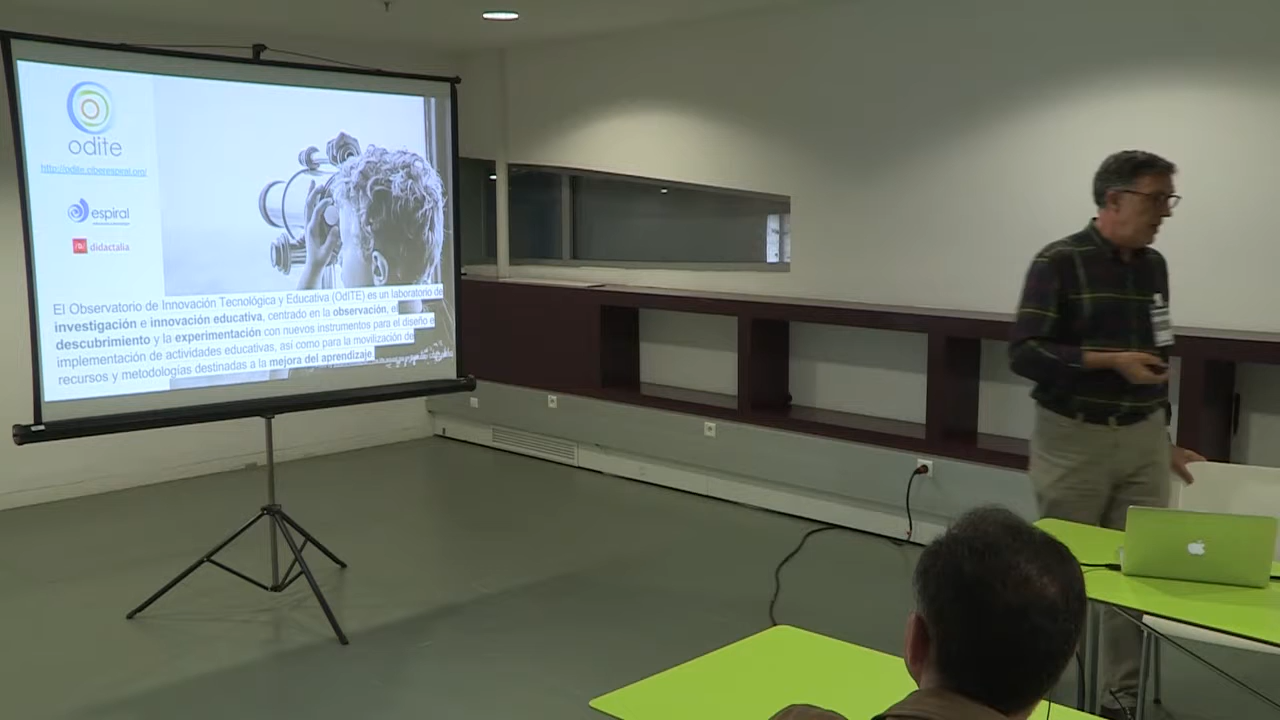 odite
http://odite.ciberespiral.org/
espiral
didactalia
El Observatorio de Innovación Tecnológica y Educativa (OdITE) es un laboratorio de
investigación e innovación educativa, centrado en la observación, el
descubrimiento y la experimentación con nuevos instrumentos para el diseño e
implementación de actividades educativas, así como para la movilización de
recursos y metodologías destinadas a la mejora del aprendizaje.